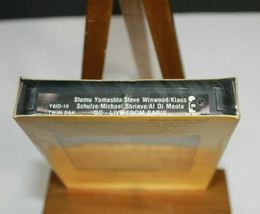 Stomu Yamashta/Steve Winwood/Klaus
Y8ID-10 Schulze/Michael Shrieve/Al Di Meola
TWIN PAK GO - LIVE FROM PARIS